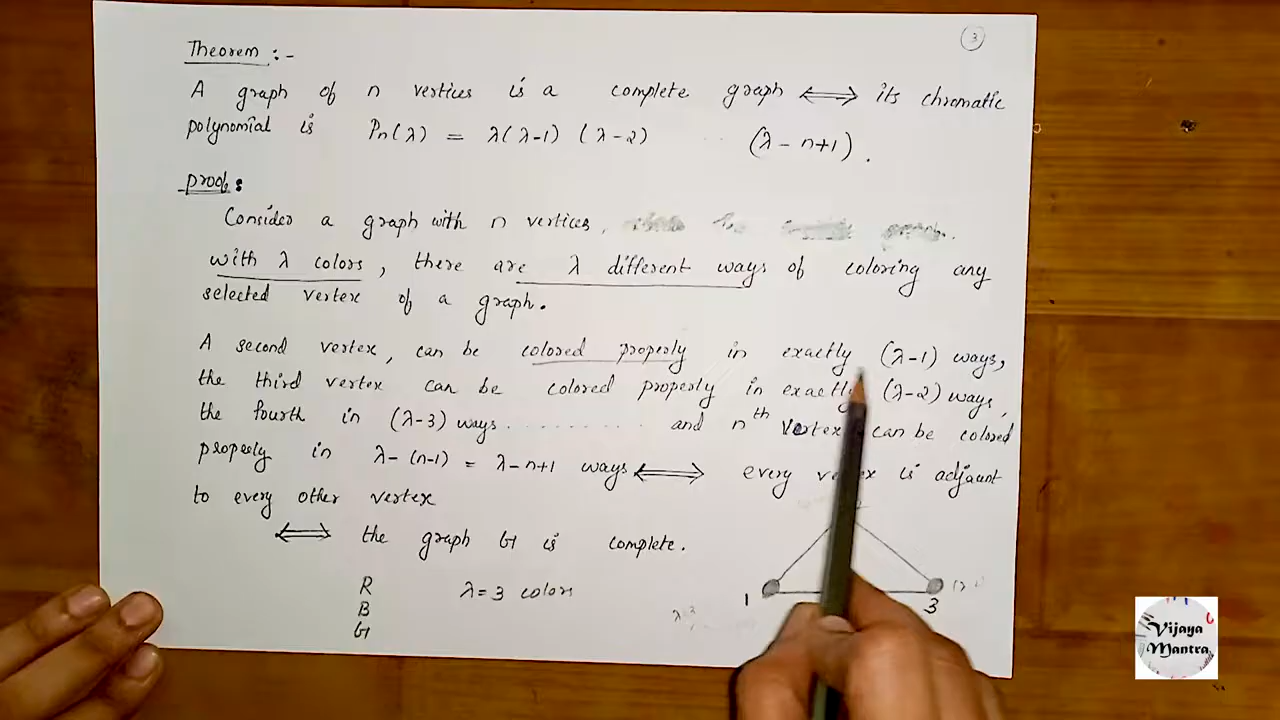 3
Theorem :-
A graph of n vertices is a complete graph ⟺ its chromatic
polynomial is Pn(λ) = λ(λ-1) (λ-2) .... (λ-n+1).
proof:
Consider a graph with n vertices,
with λ colors, there are λ different ways of coloring any
selected vertex of a graph.
A second vertex, can be colored properly in exactly (λ-1) ways,
the third vertex can be colored properly in exactly (λ-2) ways,
the fourth in (λ-3) ways .......... and nth vertex can be colored
properly in λ-(n-1) = λ-n+1 ways ⟺ every vertex is adjacent
to every other vertex
⟺ the graph G is complete.
R λ=3 colors
B
G
1 3
Vijaya
Mantra